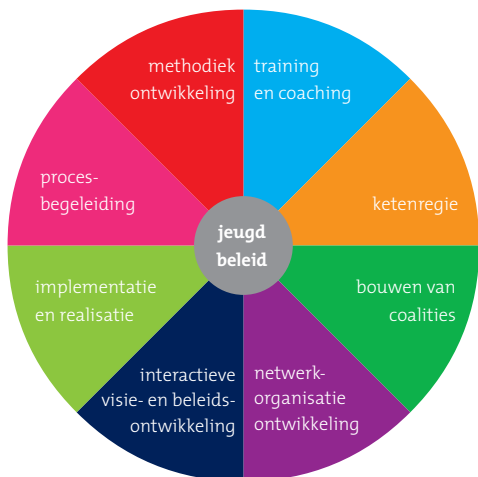 methodiek
ontwikkeling
training
en coaching
ketenregie
bouwen van
coalities
netwerk-
organisatie
ontwikkeling
interactieve
visie- en beleids-
ontwikkeling
implementatie
en realisatie
proces-
begeleiding
jeugd
beleid